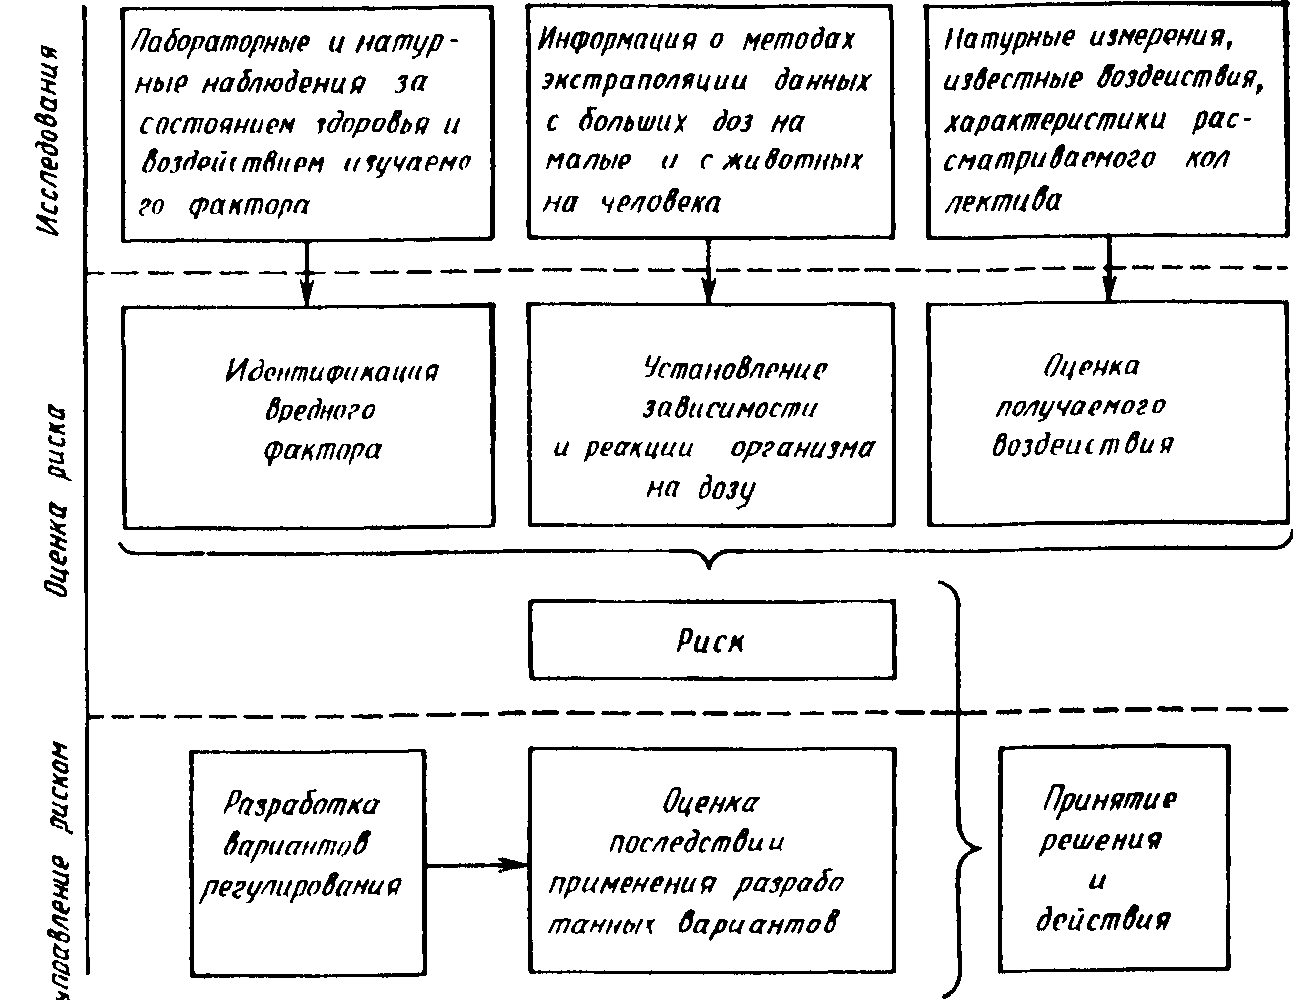 Исследования
Лабораторные и натур-
ные наблюдения за
состоянием здоровья и
воздействием изучаемо
го фактора
Информация о методах
экстраполяции данных
с больших доз на
малые и с животных
на человека
Натурные измерения,
известные воздеиствия,
характеристики рас-
сматриваемого кол
лектива
Оценка риска
Идентификация
вредного
фактора
Установление
зависимости
и реакции организма
на дозу
Оценка
получаемого
воздеиствия
Риск
управление риском
Разработка
вариантов
регулирования
Оценка
последствии
применения разрабо
танных вариантов
Принятие
решения
и
действия